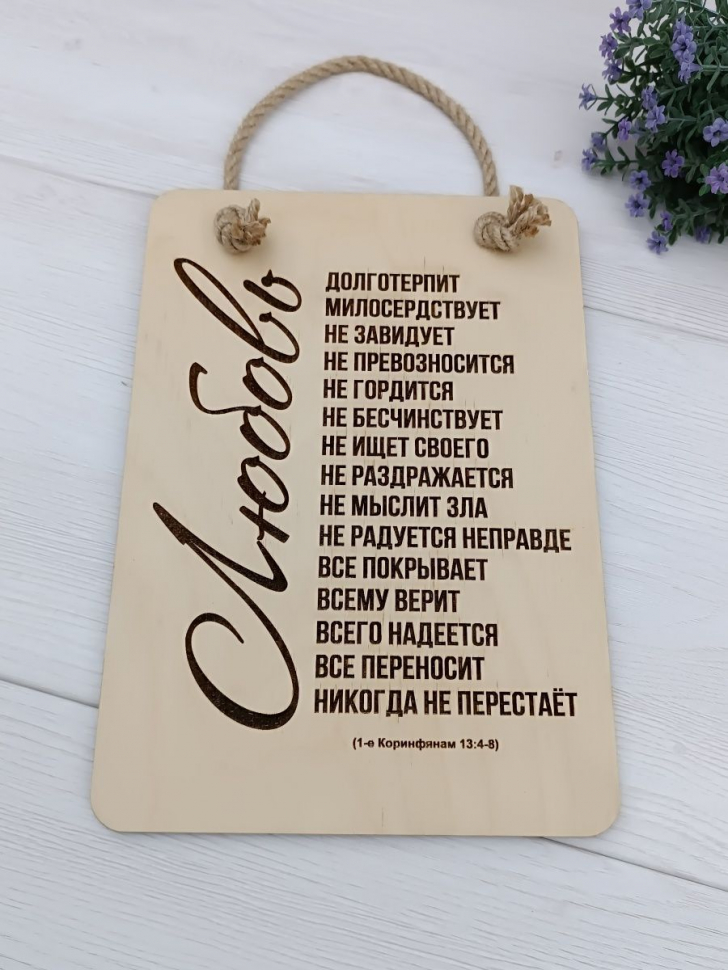 Любовь
ДОЛГОТЕРПИТ
МИЛОСЕРДСТВУЕТ
НЕ ЗАВИДУЕТ
НЕ ПРЕВОЗНОСИТСЯ
НЕ ГОРДИТСЯ
НЕ БЕСЧИНСТВУЕТ
НЕ ИЩЕТ СВОЕГО
НЕ РАЗДРАЖАЕТСЯ
НЕ МЫСЛИТ ЗЛА
НЕ РАДУЕТСЯ НЕПРАВДЕ
ВСЕ ПОКРЫВАЕТ
ВСЕМУ ВЕРИТ
ВСЕГО НАДЕЕТСЯ
ВСЕ ПЕРЕНОСИТ
НИКОГДА НЕ ПЕРЕСТАЁТ
(1-е Коринфянам 13:4-8)